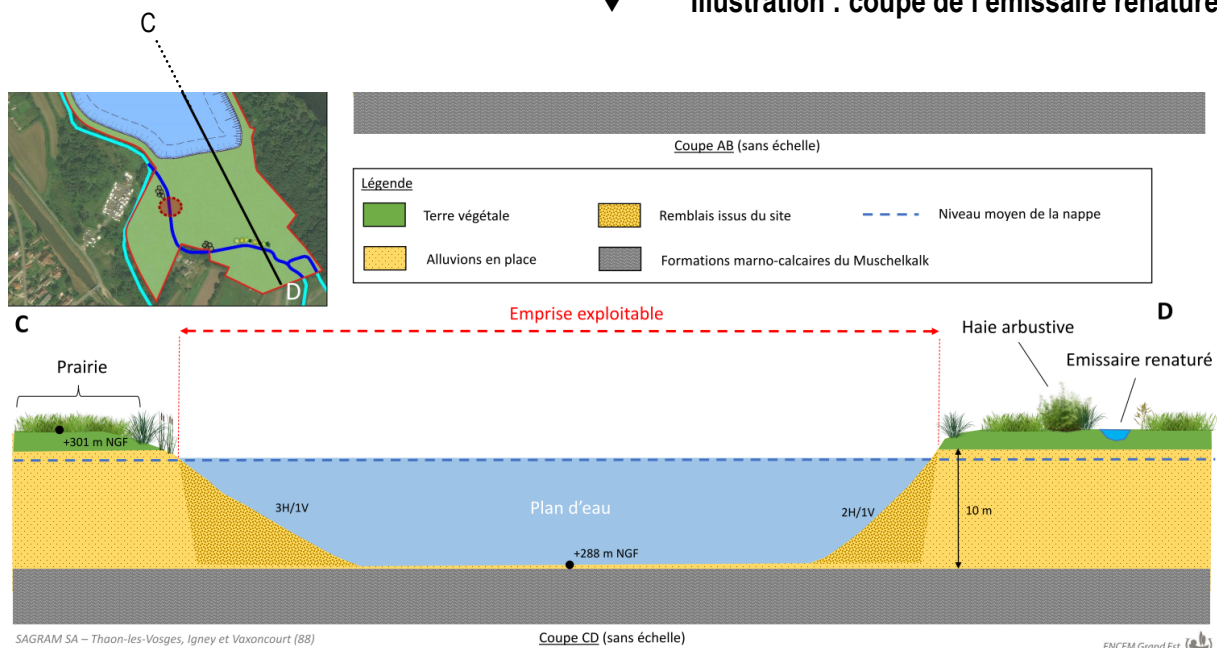 Illustration : coupe de l'émissaire renaturé
C
D
Coupe AB (sans échelle)
Légende
Terre végétale
Remblais issus du site
Niveau moyen de la nappe
Alluvions en place
Formations marno-calcaires du Muschelkalk
C
Emprise exploitable
D
Haie arbustive
Prairie
Emissaire renaturé
+301 m NGF
3H/1V
Plan d'eau
2H/1V
10 m
+288 m NGF
SAGRAM SA – Thaon-les-Vosges, Igney et Vaxoncourt (88)
Coupe CD (sans échelle)
ENCEM Grand Est